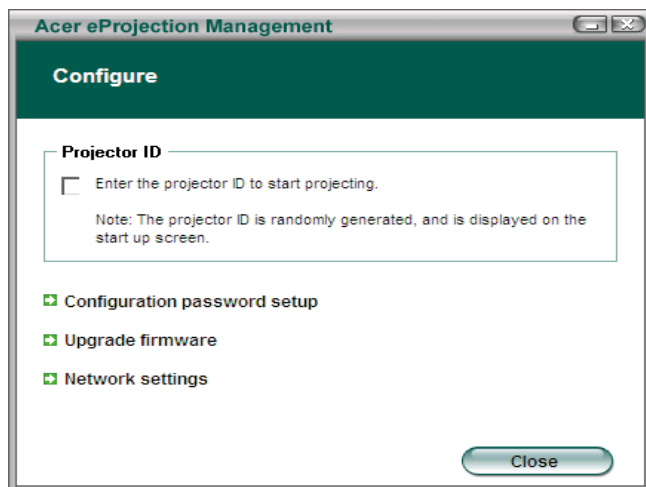 Acer eProjection Management
Configure
Projector ID
Enter the projector ID to start projecting.
Note: The projector ID is randomly generated, and is displayed on the
start up screen.
Configuration password setup
Upgrade firmware
Network settings
Close